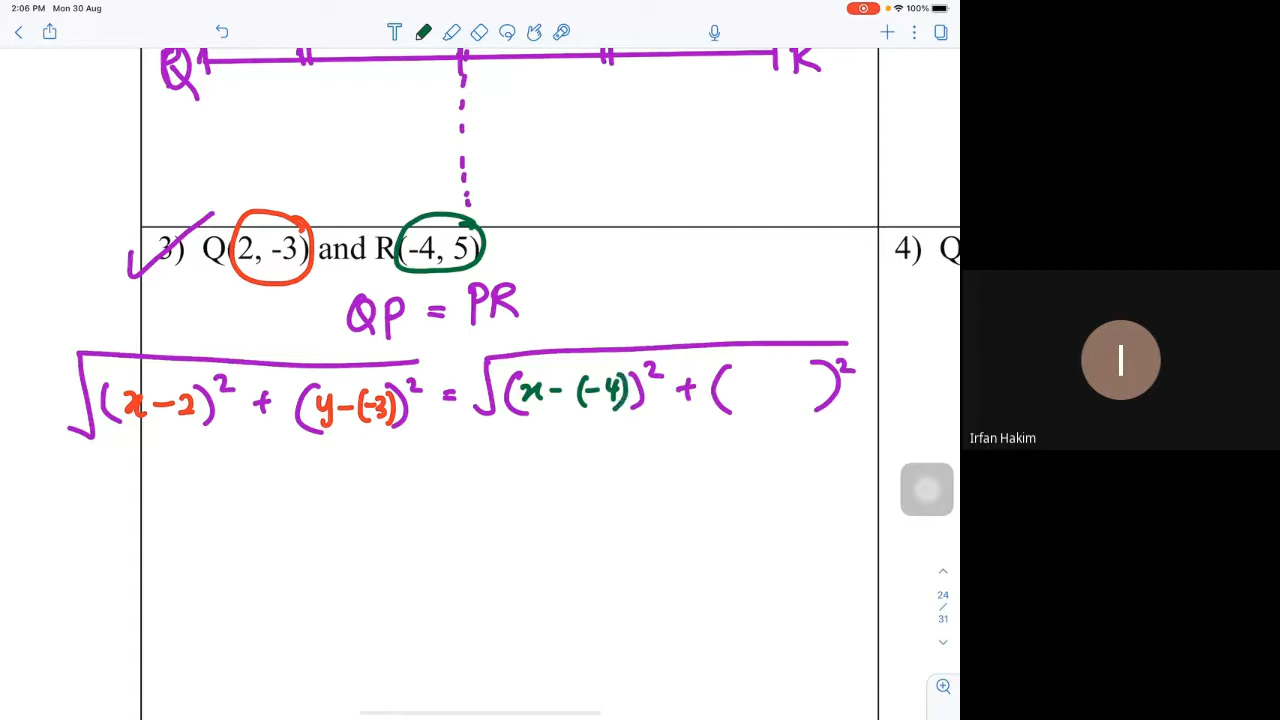 2:06 PM Mon 30 Aug
100%
T
Q R
3) Q(2, -3) and R(-4, 5)
4) Q
QP = PR
√((x-2)² + (y-(-3))²) = √((x-(-4))² + ( )²)
I
Irfan Hakim
24
/
31